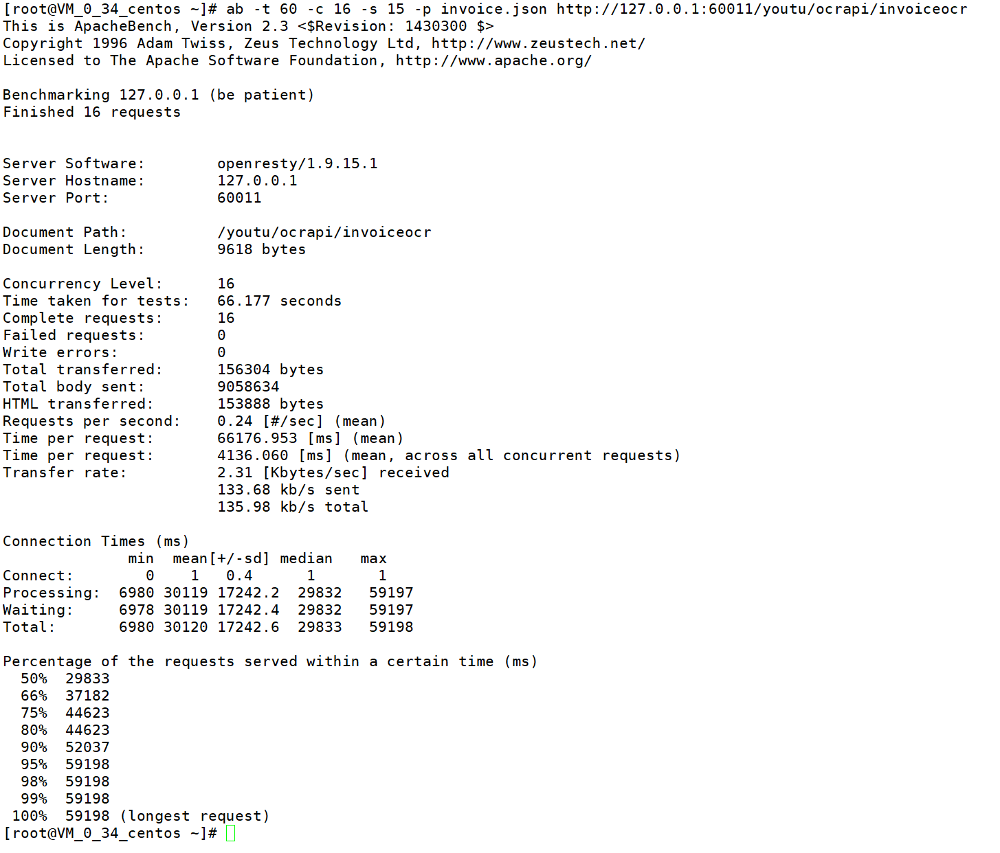 [root@VM_0_34_centos ~]# ab -t 60 -c 16 -s 15 -p invoice.json http://127.0.0.1:60011/youtu/ocrapi/invoiceocr
This is ApacheBench, Version 2.3 <$Revision: 1430300 $>
Copyright 1996 Adam Twiss, Zeus Technology Ltd, http://www.zeustech.net/
Licensed to The Apache Software Foundation, http://www.apache.org/

Benchmarking 127.0.0.1 (be patient)
Finished 16 requests


Server Software:        openresty/1.9.15.1
Server Hostname:        127.0.0.1
Server Port:            60011

Document Path:          /youtu/ocrapi/invoiceocr
Document Length:        9618 bytes

Concurrency Level:      16
Time taken for tests:   66.177 seconds
Complete requests:      16
Failed requests:        0
Write errors:           0
Total transferred:      156304 bytes
Total body sent:        9058634
HTML transferred:       153888 bytes
Requests per second:    0.24 [#/sec] (mean)
Time per request:       66176.953 [ms] (mean)
Time per request:       4136.060 [ms] (mean, across all concurrent requests)
Transfer rate:          2.31 [Kbytes/sec] received
                        133.68 kb/s sent
                        135.98 kb/s total

Connection Times (ms)
              min  mean[+/-sd] median   max
Connect:        0    1   0.4      1       1
Processing:  6980 30119 17242.2  29832   59197
Waiting:     6978 30119 17242.4  29832   59197
Total:       6980 30120 17242.6  29833   59198

Percentage of the requests served within a certain time (ms)
  50%  29833
  66%  37182
  75%  44623
  80%  44623
  90%  52037
  95%  59198
  98%  59198
  99%  59198
 100%  59198 (longest request)
[root@VM_0_34_centos ~]#